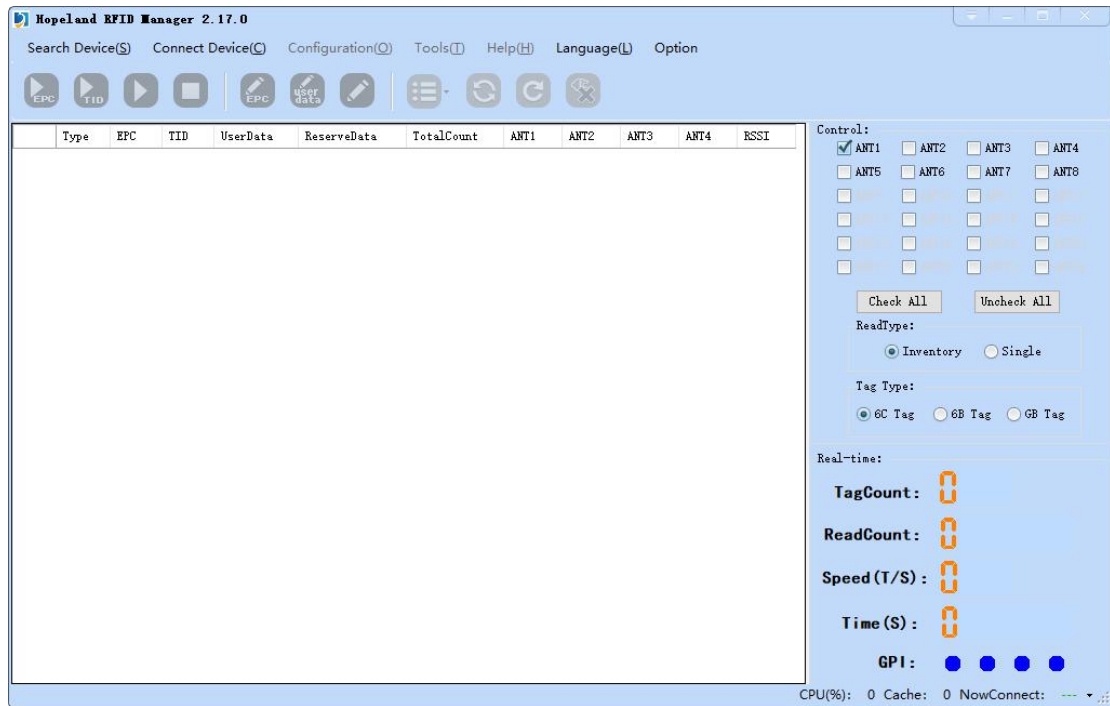 Hopeland RFID Manager 2.17.0
Search Device(S) Connect Device(C) Configuration(O) Tools(T) Help(H) Language(L) Option
EPC TID EPC user data
Type EPC TID UserData ReserveData TotalCount ANT1 ANT2 ANT3 ANT4 RSSI
Control:
ANT1 ANT2 ANT3 ANT4
ANT5 ANT6 ANT7 ANT8
Check All Uncheck All
ReadType:
Inventory Single
Tag Type:
6C Tag 6B Tag GB Tag
Real-time:
TagCount: 0
ReadCount: 0
Speed(T/S): 0
Time(S): 0
GPI:
CPU(%): 0 Cache: 0 NowConnect: ---